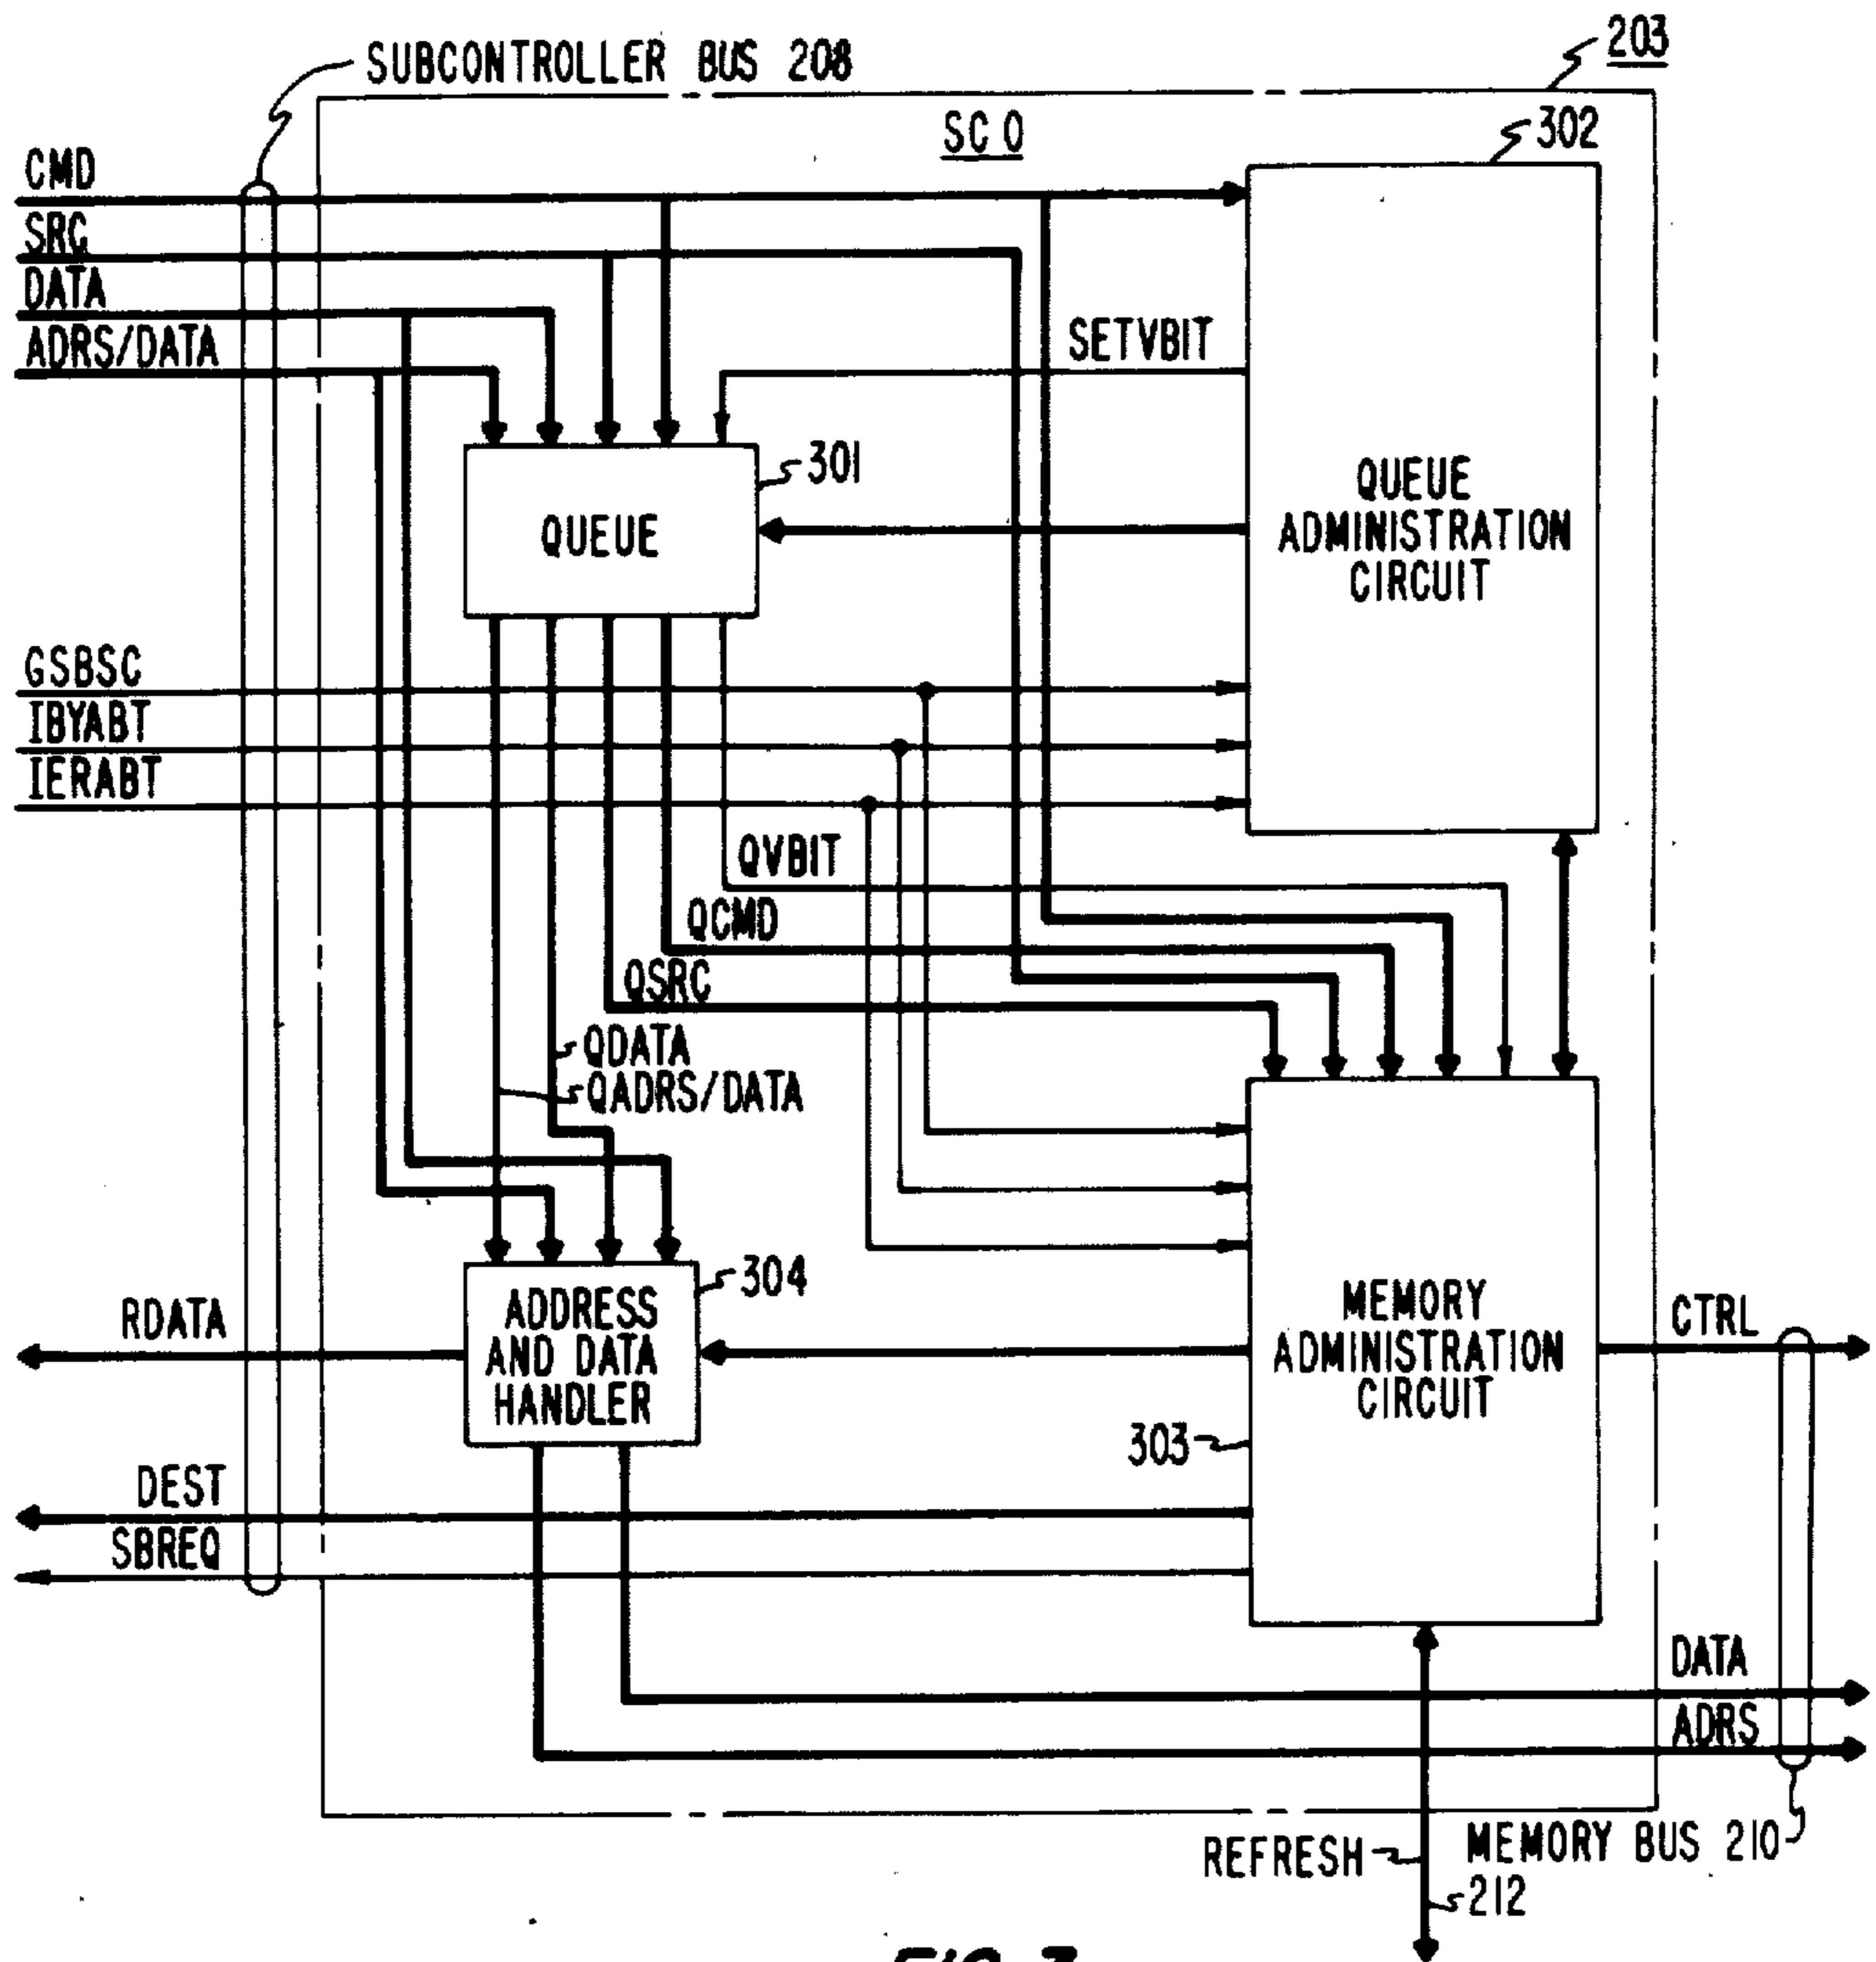 SUBCONTROLLER BUS 208
203
SC 0
302
CMD
SRC
DATA
ADRS/DATA
SETVBIT
301
QUEUE
QUEUE
ADMINISTRATION
CIRCUIT
GSBSC
IBYABT
IERABT
QVBIT
QCMD
QSRC
QDATA
QADRS/DATA
304
ADDRESS
AND DATA
HANDLER
RDATA
MEMORY
ADMINISTRATION
CIRCUIT
303
CTRL
DEST
SBREQ
DATA
ADRS
REFRESH
MEMORY BUS 210
212